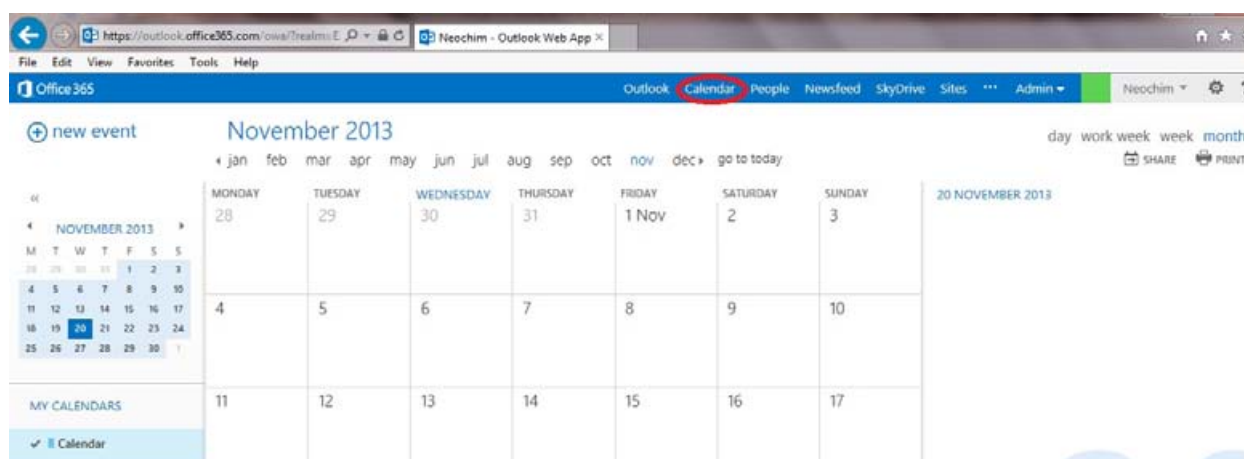 https://outlook.office365.com/owa/?realm= E
Neochim - Outlook Web App ×
File Edit View Favorites Tools Help
Office 365
Outlook Calendar People Newsfeed SkyDrive Sites ··· Admin Neochim
new event
November 2013
day work week week month
jan feb mar apr may jun jul aug sep oct nov dec go to today
SHARE PRINT
«
NOVEMBER 2013
M T W T F S S
28 29 30 31 1 2 3
4 5 6 7 8 9 10
11 12 13 14 15 16 17
18 19 20 21 22 23 24
25 26 27 28 29 30 1
MY CALENDARS
Calendar
MONDAY TUESDAY WEDNESDAY THURSDAY FRIDAY SATURDAY SUNDAY
28 29 30 31 1 Nov 2 3
4 5 6 7 8 9 10
11 12 13 14 15 16 17
20 NOVEMBER 2013